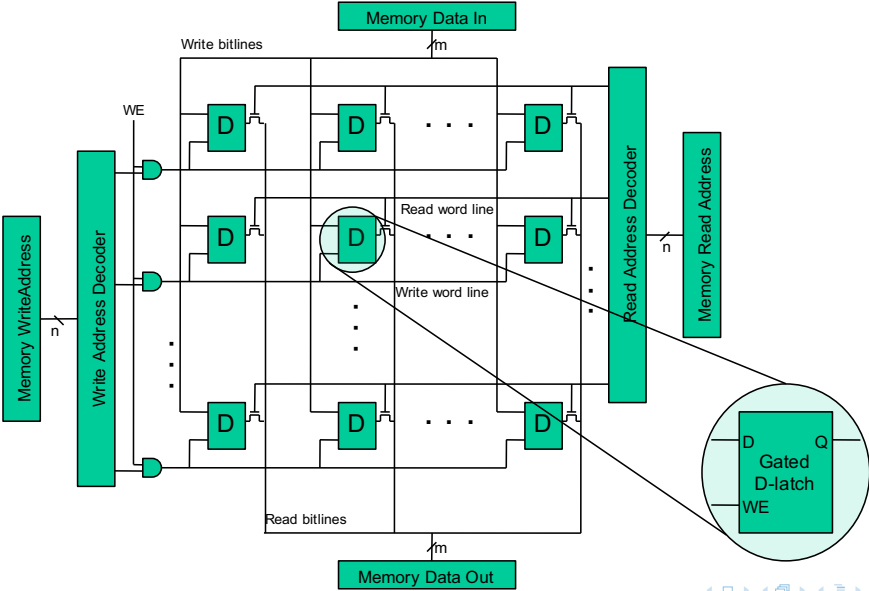 Memory Data In
m
Write bitlines
WE
D
D
. . .
D
Read word line
D
D
. . .
D
Write word line
Memory WriteAddress
n
Write Address Decoder
Read Address Decoder
n
Memory Read Address
D
D
. . .
D
D
Q
Gated
D-latch
WE
Read bitlines
m
Memory Data Out